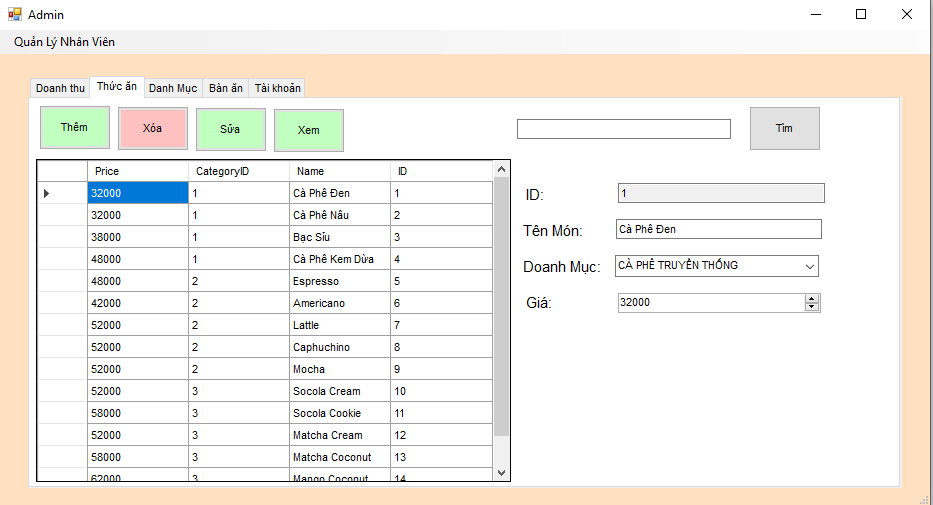 Admin
Quản Lý Nhân Viên
Doanh thu Thức ăn Danh Mục Bàn ăn Tài khoản
Thêm Xóa Sửa Xem Tìm
Price CategoryID Name ID
32000 1 Cà Phê Đen 1
32000 1 Cà Phê Nâu 2
38000 1 Bạc Sỉu 3
48000 1 Cà Phê Kem Dừa 4
48000 2 Espresso 5
42000 2 Americano 6
52000 2 Lattle 7
52000 2 Caphuchino 8
52000 2 Mocha 9
52000 3 Socola Cream 10
58000 3 Socola Cookie 11
52000 3 Matcha Cream 12
58000 3 Matcha Coconut 13
62000 3 Mango Coconut 14
ID: 1
Tên Món: Cà Phê Đen
Doanh Mục: CÀ PHÊ TRUYỀN THỐNG
Giá: 32000